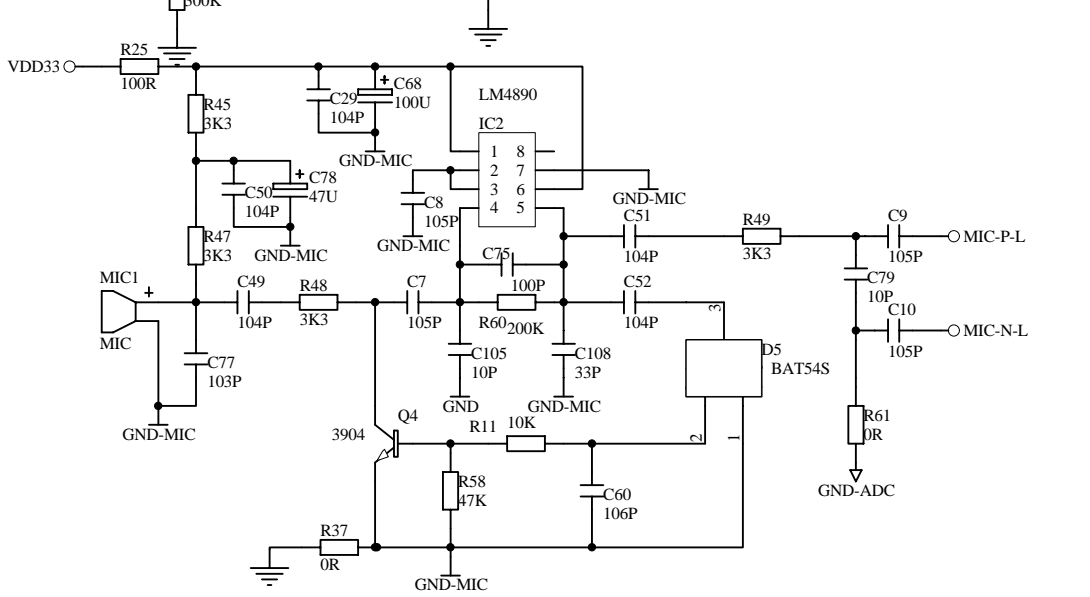 300K
R25
VDD33
100R
C68
100U
C29
104P
LM4890
R45
3K3
IC2
1 8
2 7
3 6
4 5
GND-MIC
C78
47U
C50
104P
C8
105P
GND-MIC
GND-MIC
C51
104P
R49
3K3
C9
105P
MIC-P-L
R47
3K3
GND-MIC
C75
100P
C79
10P
MIC1
+
MIC
C49
104P
R48
3K3
C7
105P
R60
200K
C52
104P
3
C10
105P
MIC-N-L
C77
103P
C105
10P
C108
33P
D5
BAT54S
GND
GND-MIC
GND-MIC
Q4
3904
R11
10K
2
1
R61
0R
GND-ADC
R58
47K
C60
106P
R37
0R
GND-MIC